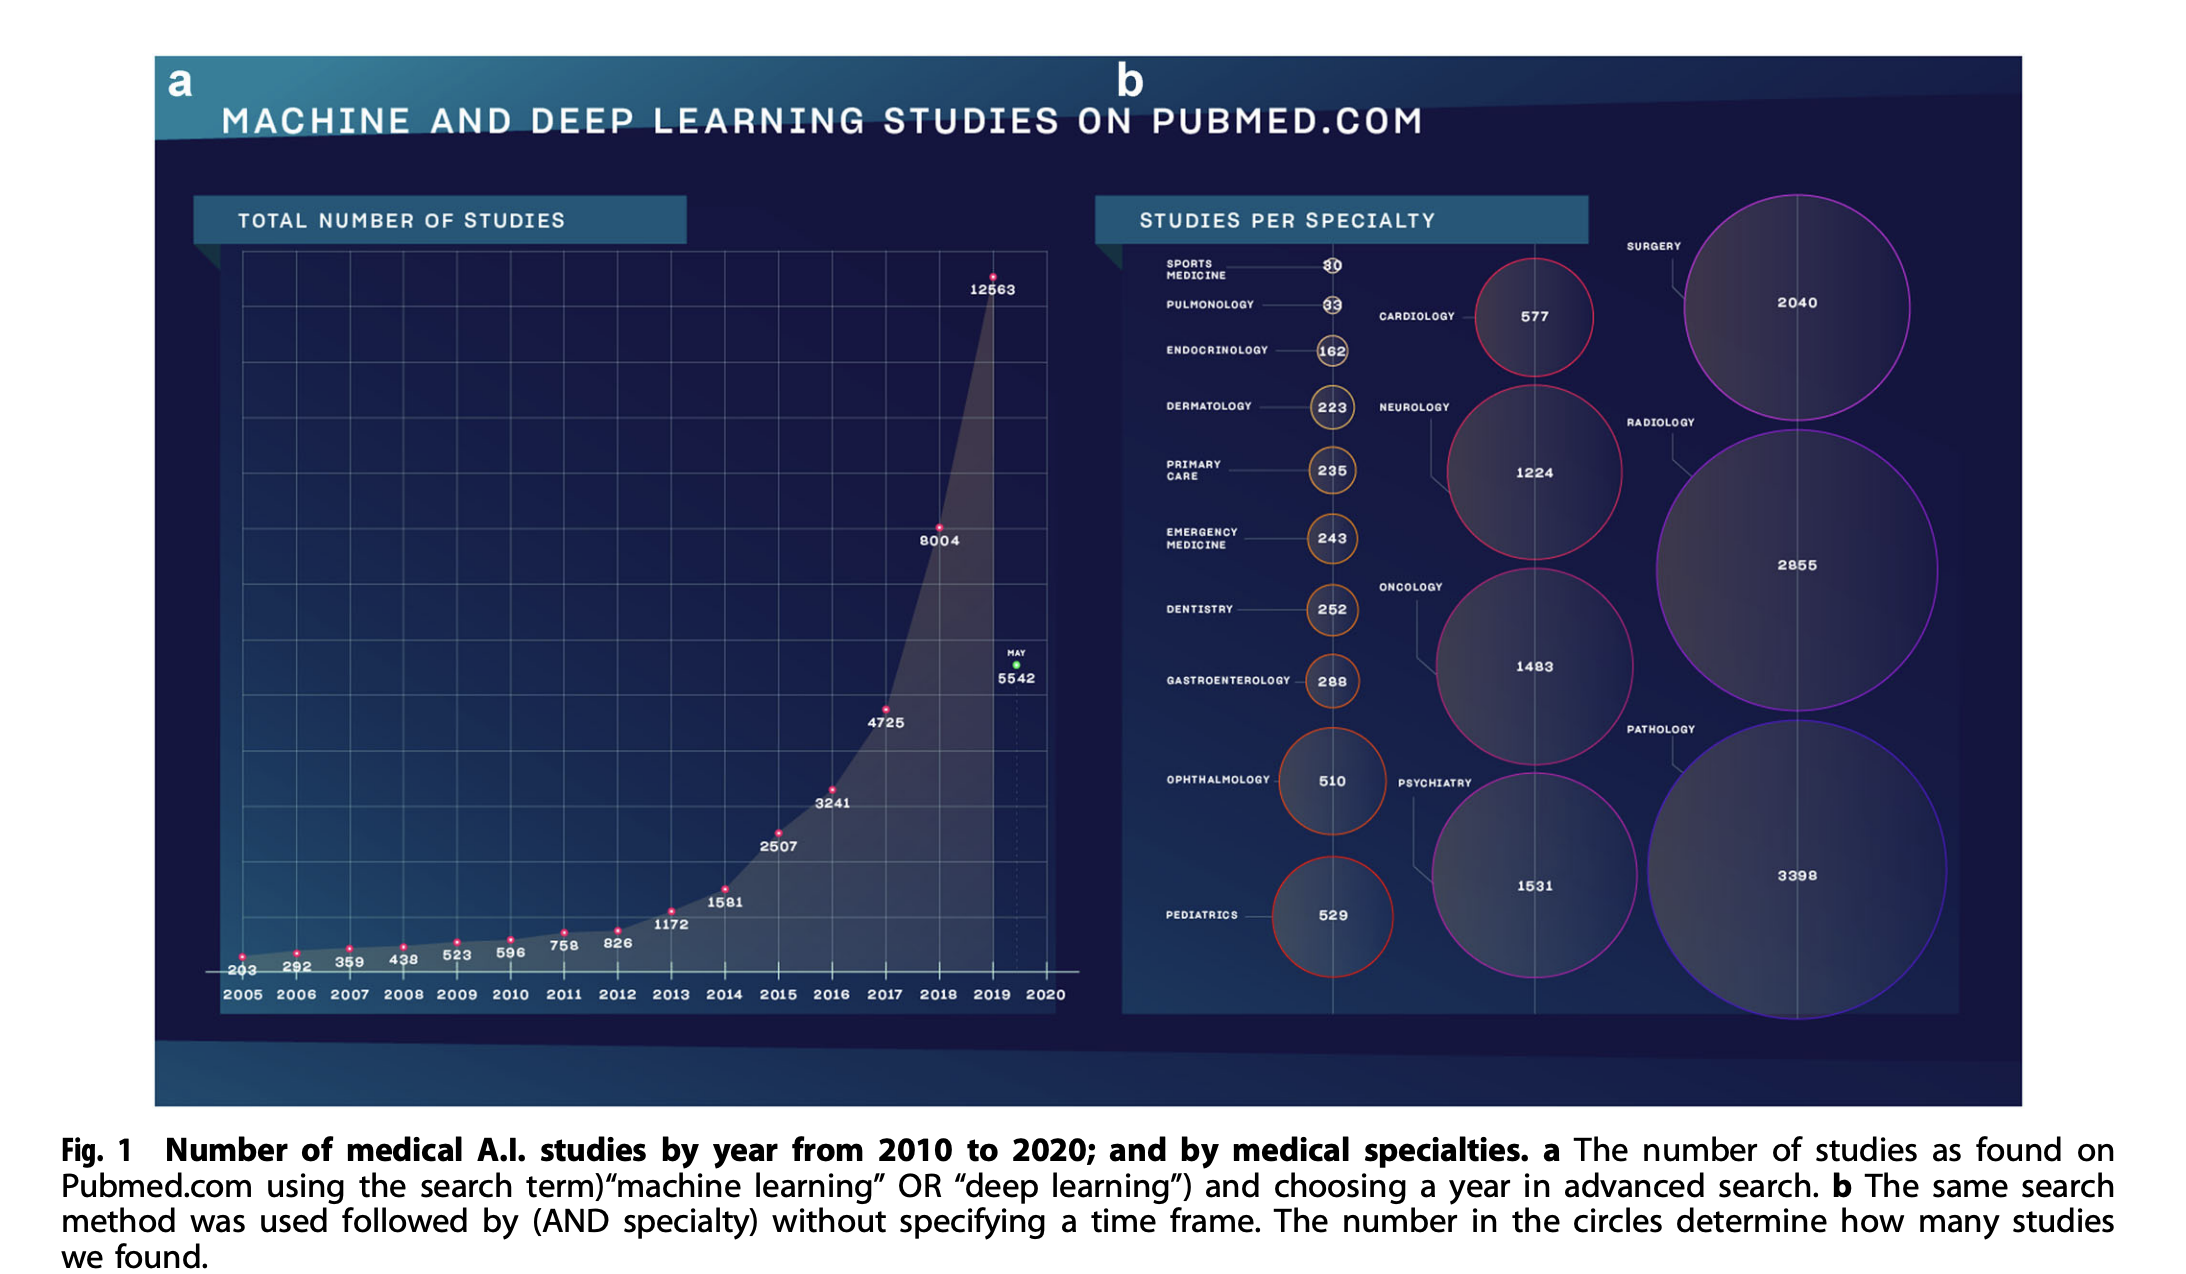 a
b
MACHINE AND DEEP LEARNING STUDIES ON PUBMED.COM
TOTAL NUMBER OF STUDIES
12563
8004
MAY
5542
4725
3241
2507
1581
1172
826
758
596
523
438
359
292
203
2005 2006 2007 2008 2009 2010 2011 2012 2013 2014 2015 2016 2017 2018 2019 2020
STUDIES PER SPECIALTY
SPORTS
MEDICINE
30
PULMONOLOGY
33
ENDOCRINOLOGY
162
DERMATOLOGY
223
PRIMARY
CARE
235
EMERGENCY
MEDICINE
243
DENTISTRY
252
GASTROENTEROLOGY
288
OPHTHALMOLOGY
510
PEDIATRICS
529
CARDIOLOGY
577
NEUROLOGY
1224
ONCOLOGY
1483
PSYCHIATRY
1531
SURGERY
2040
RADIOLOGY
2855
PATHOLOGY
3398
Fig. 1 Number of medical A.I. studies by year from 2010 to 2020; and by medical specialties. a The number of studies as found on
Pubmed.com using the search term)“machine learning” OR “deep learning”) and choosing a year in advanced search. b The same search
method was used followed by (AND specialty) without specifying a time frame. The number in the circles determine how many studies
we found.